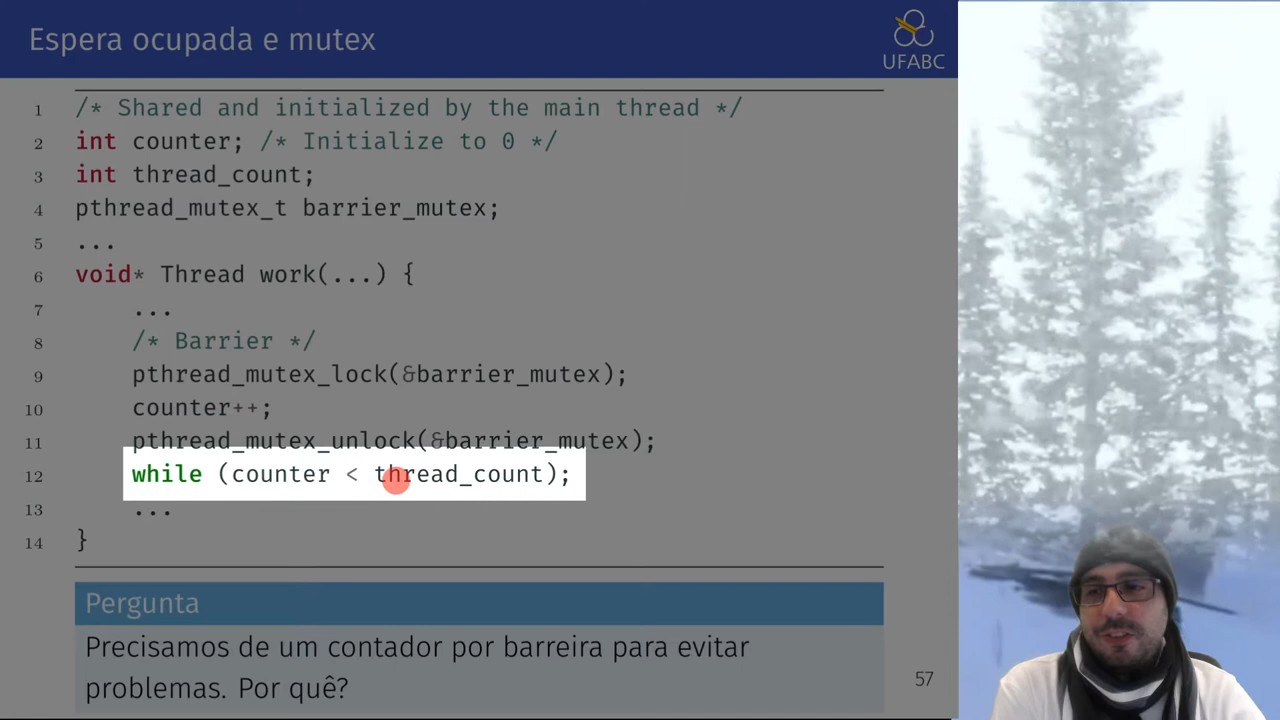 Espera ocupada e mutex
UFABC
1 /* Shared and initialized by the main thread */
2 int counter; /* Initialize to 0 */
3 int thread_count;
4 pthread_mutex_t barrier_mutex;
5 ...
6 void* Thread work(...) {
7 ...
8 /* Barrier */
9 pthread_mutex_lock(&barrier_mutex);
10 counter++;
11 pthread_mutex_unlock(&barrier_mutex);
12 while (counter < thread_count);
13 ...
14 }
Pergunta
Precisamos de um contador por barreira para evitar
problemas. Por quê?
57